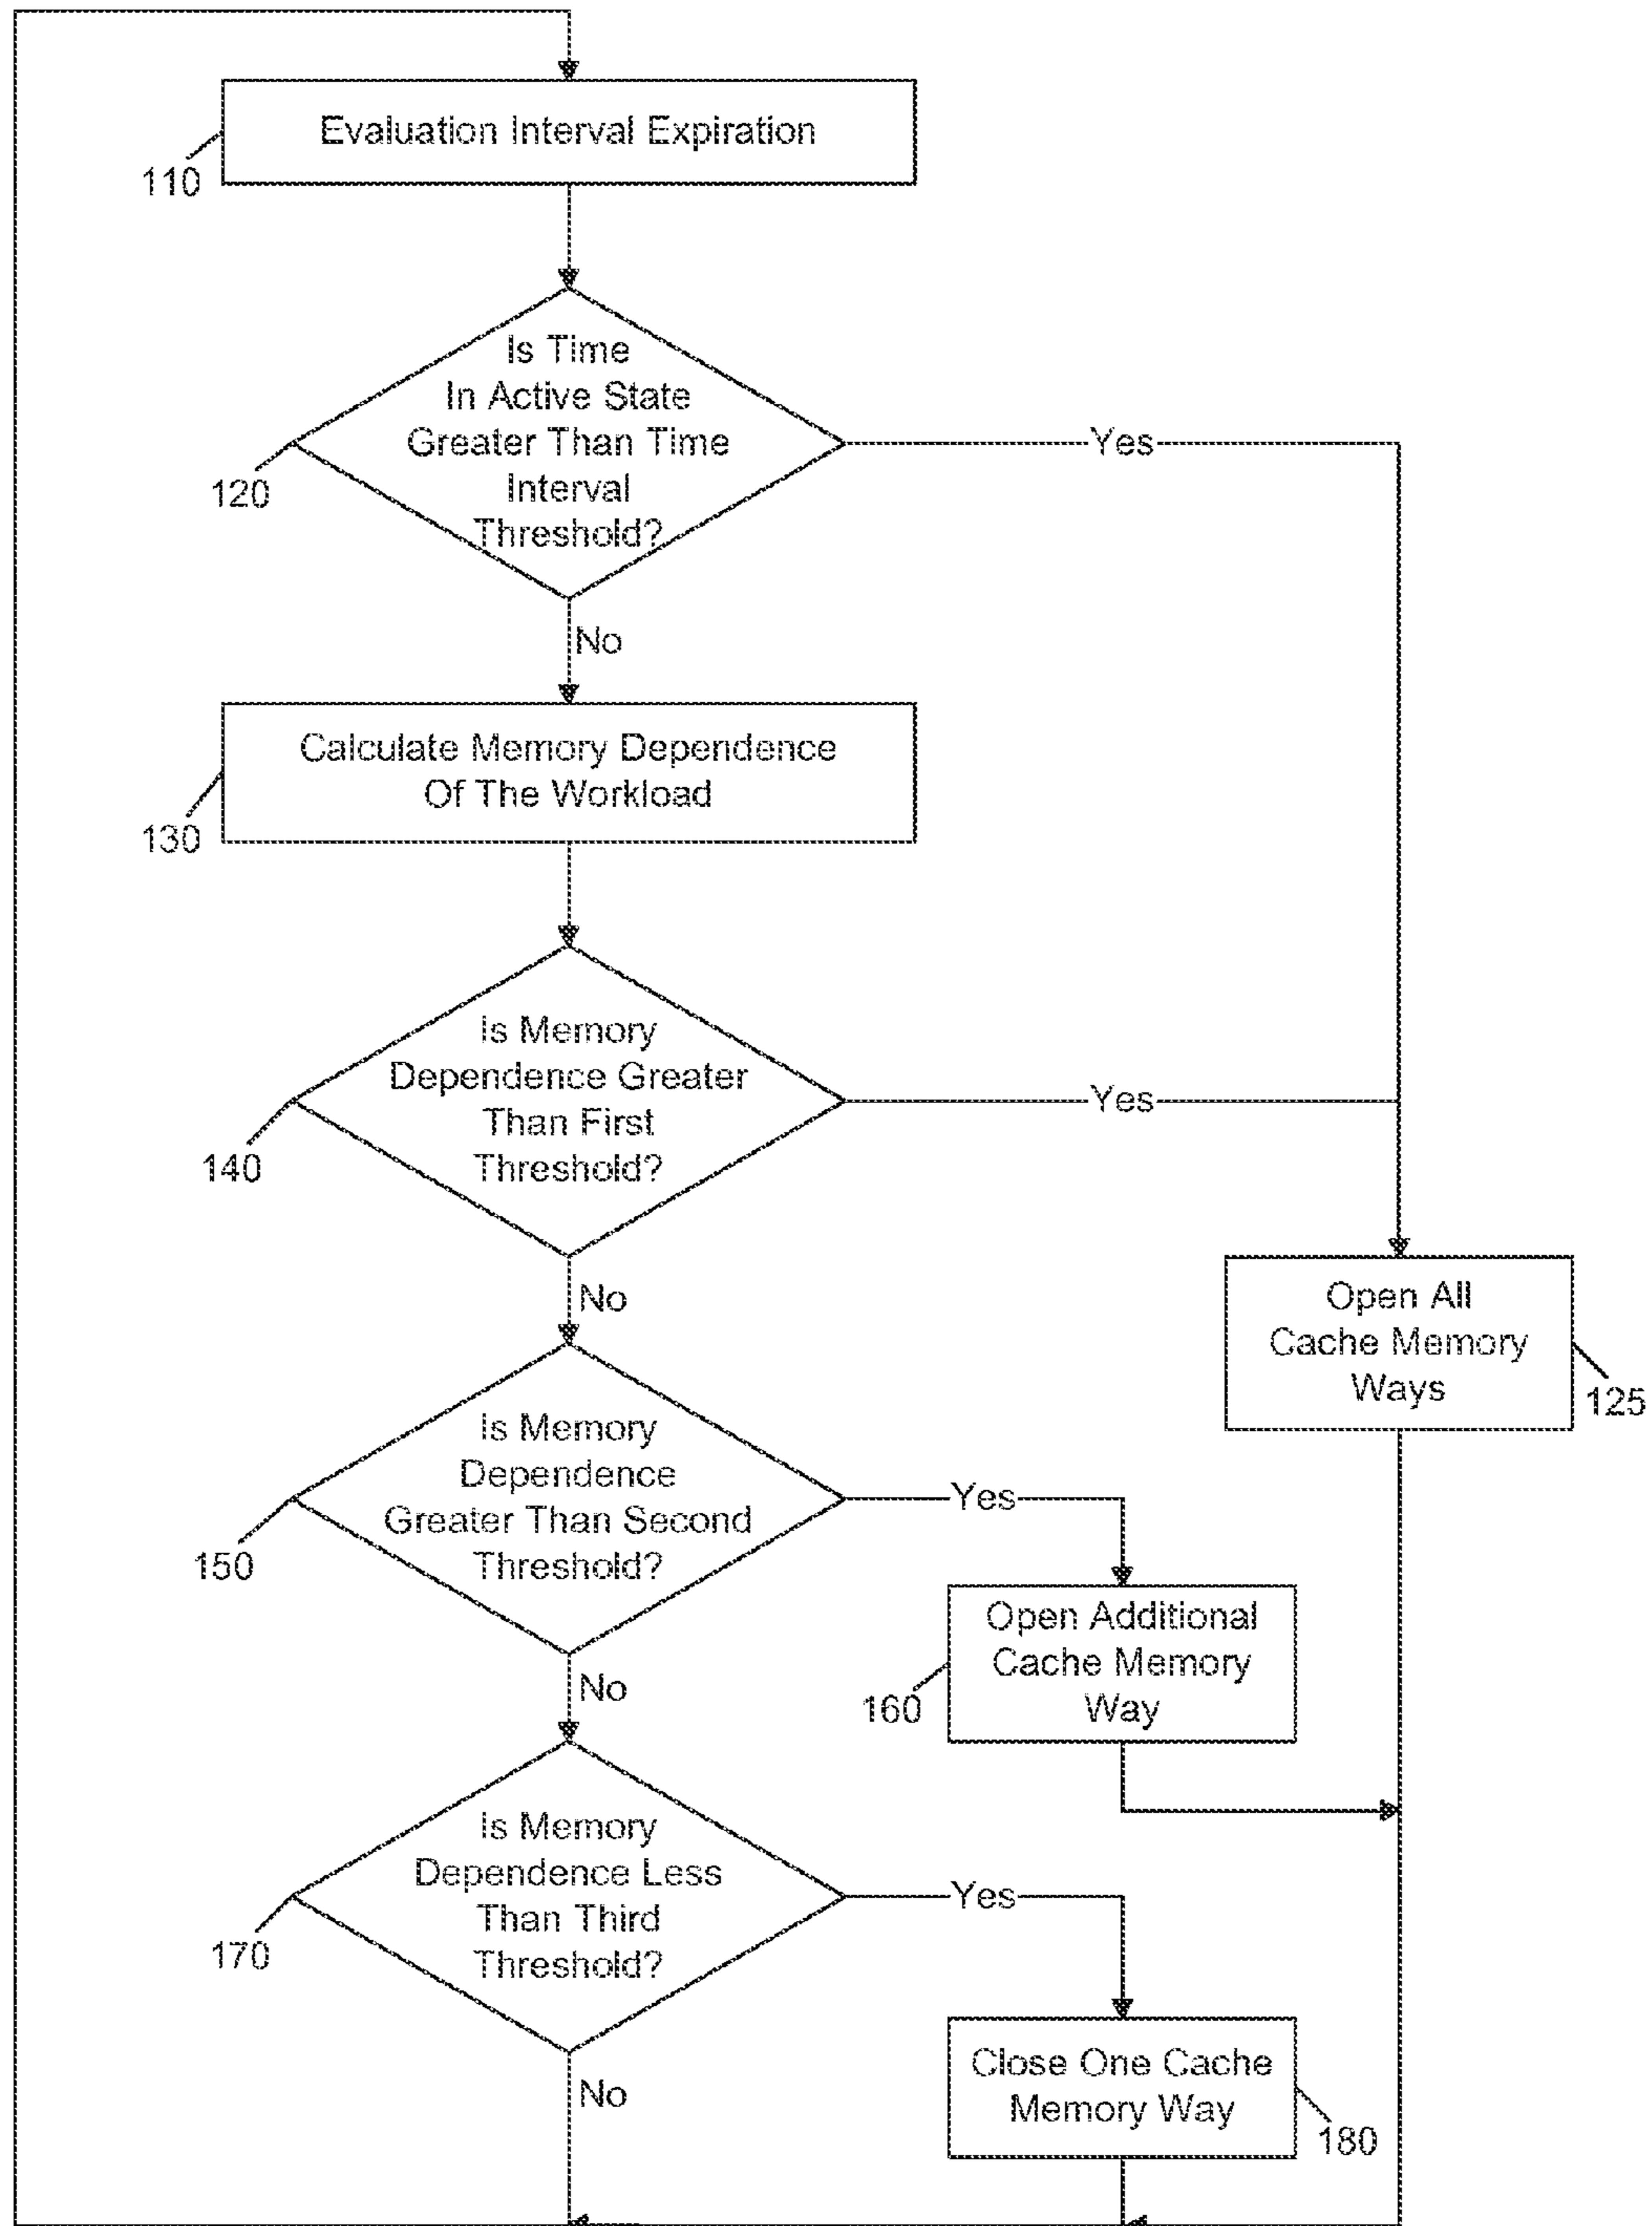 Evaluation Interval Expiration
110
Is Time
In Active State
Greater Than Time
Interval
Threshold?
120
Yes
No
Calculate Memory Dependence
Of The Workload
130
Is Memory
Dependence Greater
Than First
Threshold?
140
Yes
No
Open All
Cache Memory
Ways
125
Is Memory
Dependence
Greater Than Second
Threshold?
150
Yes
No
Open Additional
Cache Memory
Way
160
Is Memory
Dependence Less
Than Third
Threshold?
170
Yes
No
Close One Cache
Memory Way
180